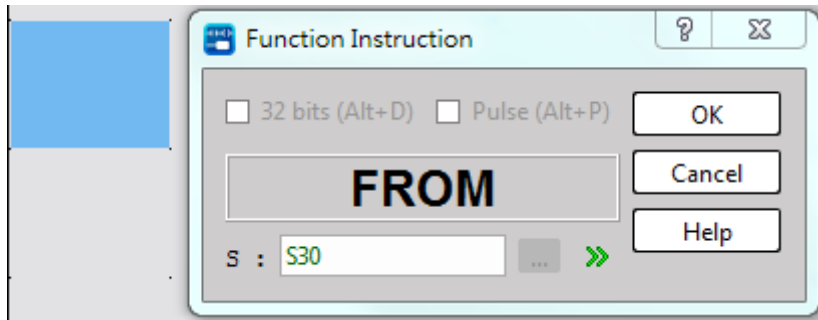 Function Instruction
32 bits (Alt+D) Pulse (Alt+P) OK
FROM Cancel
S : S30 ... Help